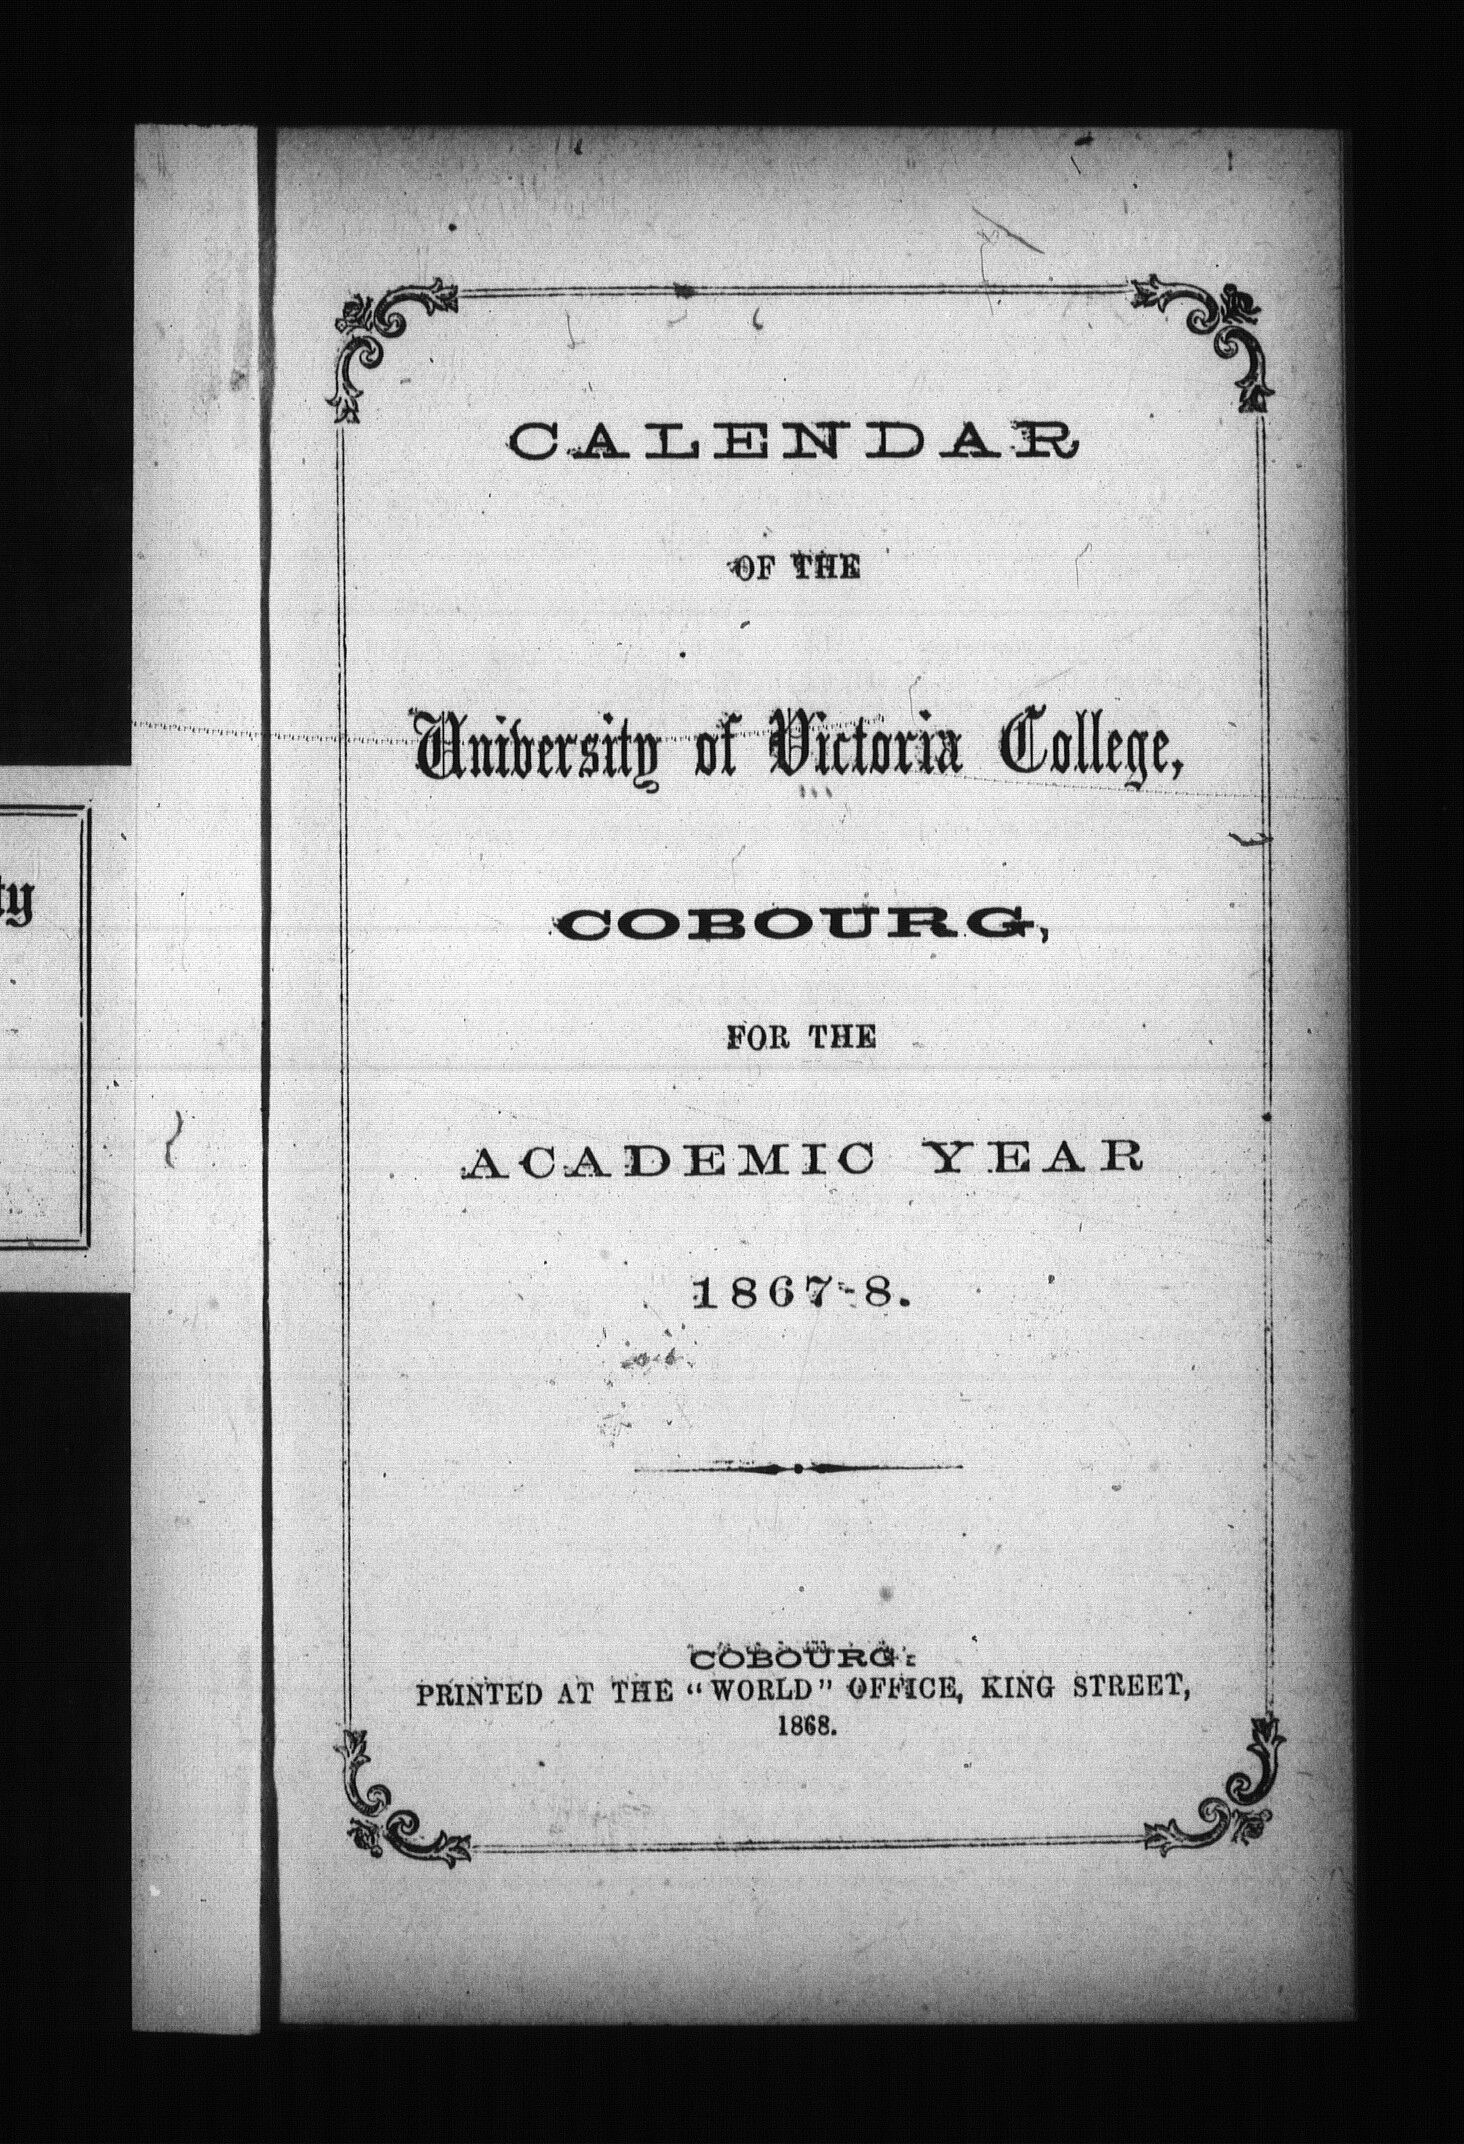 ty
CALENDAR
OF THE
University of Victoria College,
COBOURG,
FOR THE
ACADEMIC YEAR
1867-8.
COBOURG:
PRINTED AT THE "WORLD" OFFICE, KING STREET,
1868.